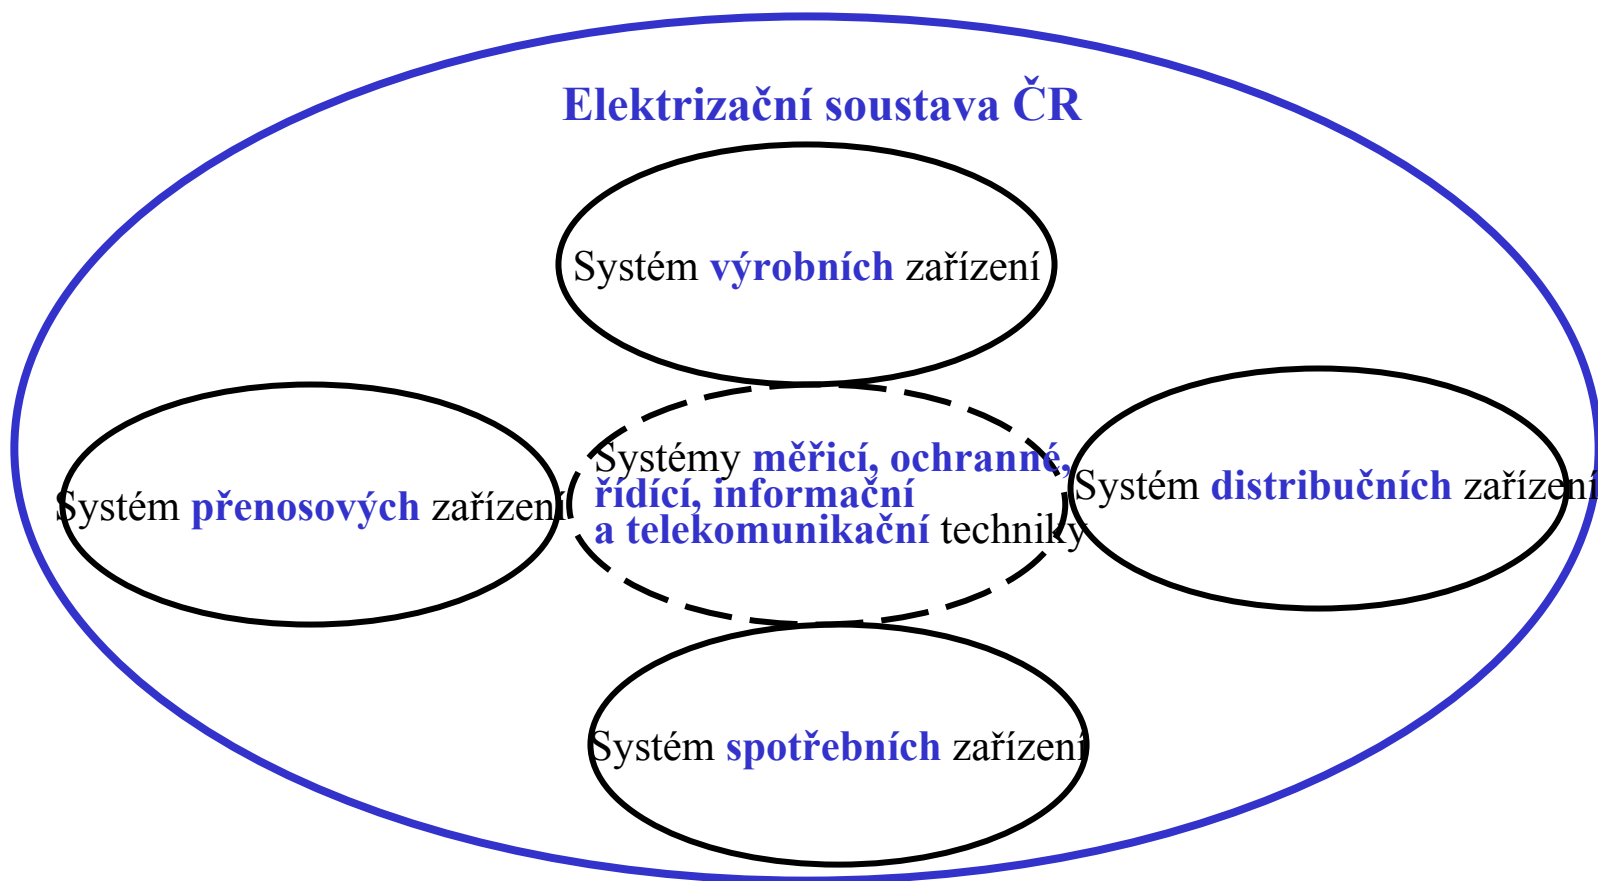 Elektrizační soustava ČR
Systém výrobních zařízení
Systém přenosových zařízení
Systémy měřicí, ochranné,
řídící, informační
a telekomunikační techniky
Systém distribučních zařízení
Systém spotřebních zařízení